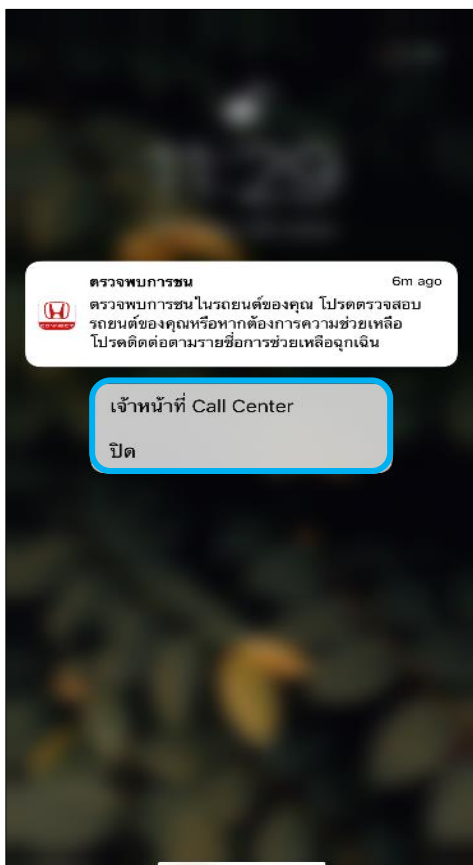 11:29
ตรวจพบการชน 6m ago
ตรวจพบการชนในรถยนต์ของคุณ โปรดตรวจสอบ
รถยนต์ของคุณหรือหากต้องการความช่วยเหลือ
โปรดติดต่อตามรายชื่อการช่วยเหลือฉุกเฉิน
เจ้าหน้าที่ Call Center
ปิด